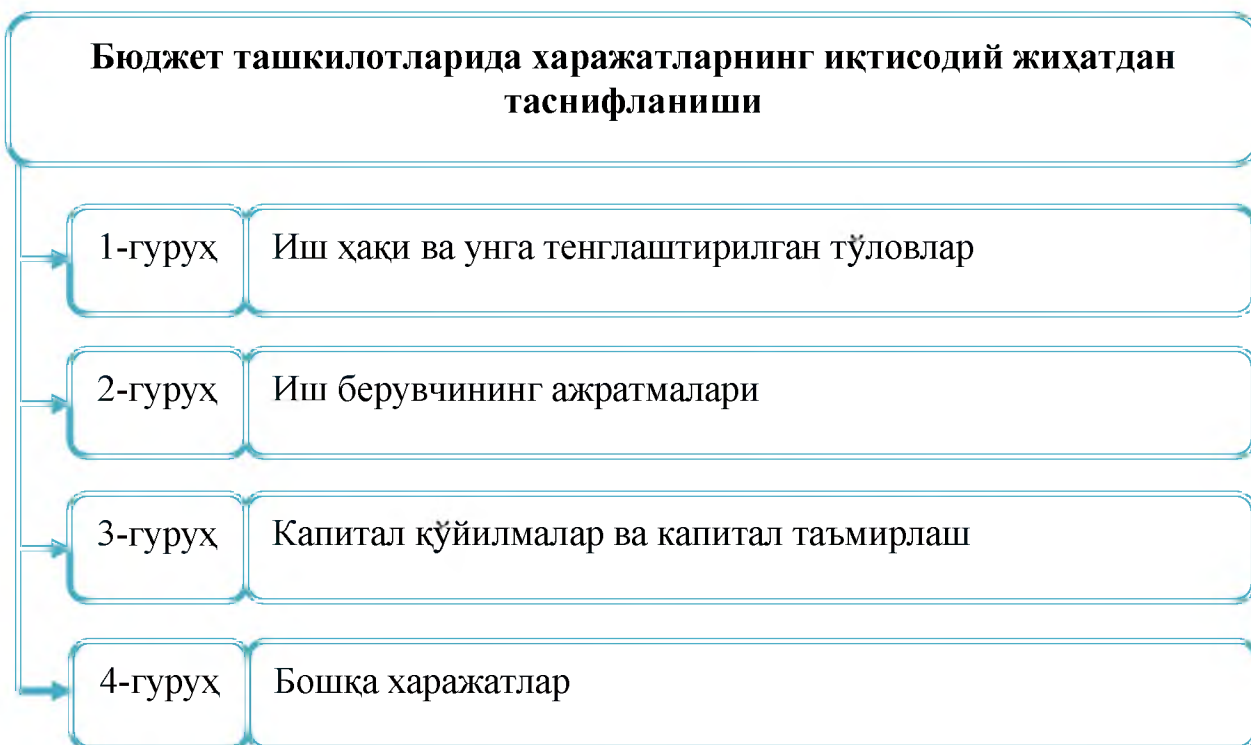 Бюджет ташкилотларида харажатларнинг иқтисодий жиҳатдан
таснифланиши
1-гуруҳ Иш ҳақи ва унга тенглаштирилган тўловлар
2-гуруҳ Иш берувчининг ажратмалари
3-гуруҳ Капитал қўйилмалар ва капитал таъмирлаш
4-гуруҳ Бошқа харажатлар